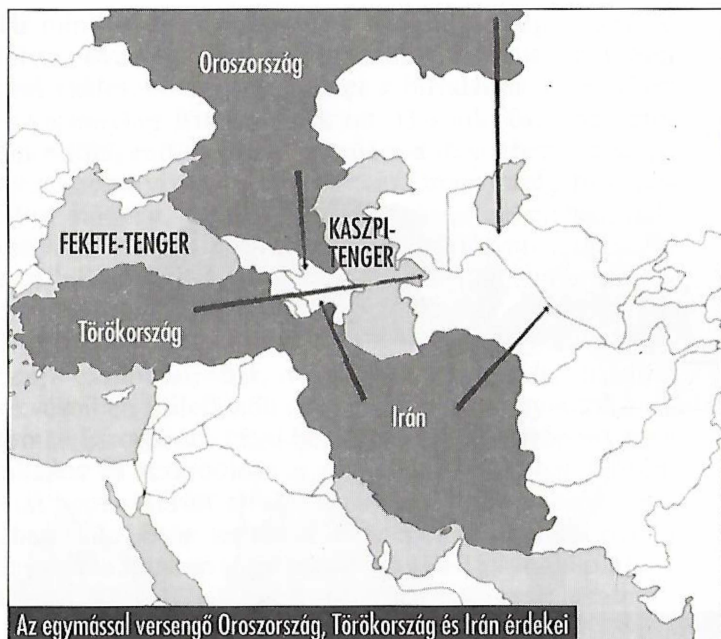 Oroszország
KASZPI-
TENGER
FEKETE-TENGER
Törökország
Irán
Az egymással versengő Oroszország, Törökország és Irán érdekei